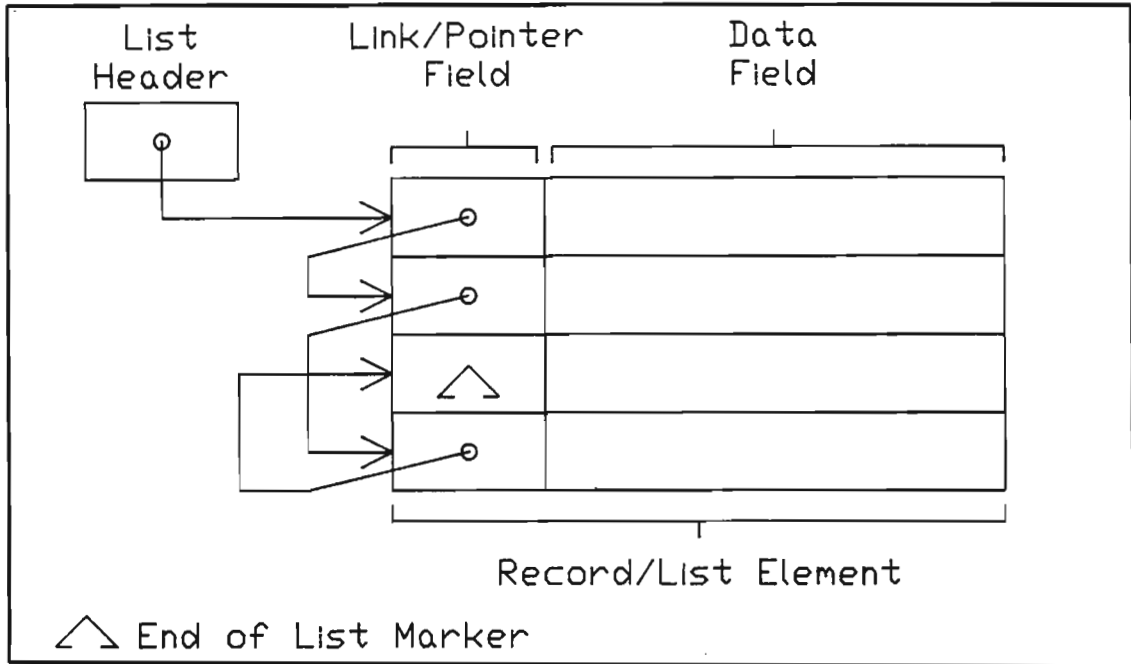 List
Header
Link/Pointer
Field
Data
Field
Record/List Element
End of List Marker